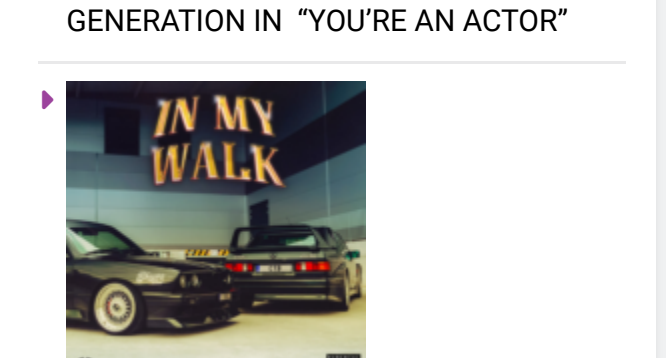 GENERATION IN “YOU’RE AN ACTOR”
IN MY
WALK